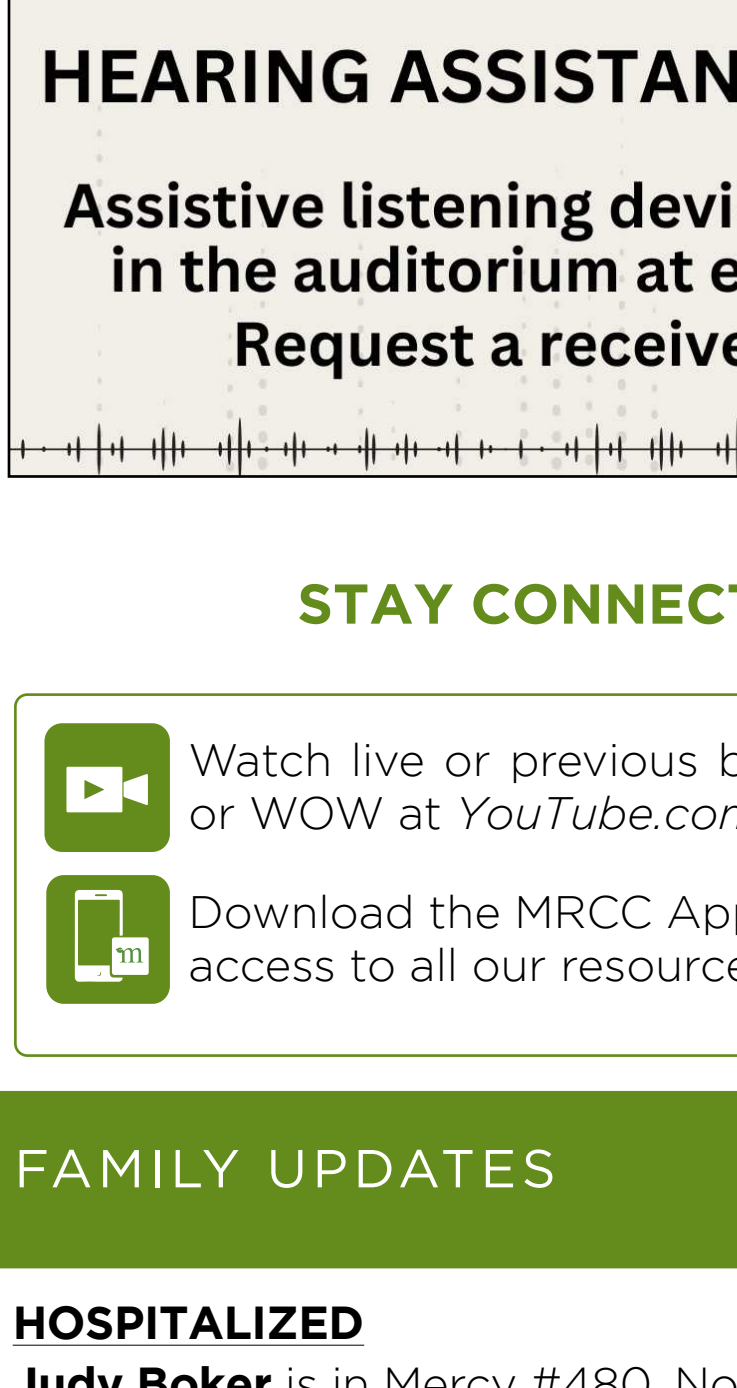 HEARING ASSISTAN
Assistive listening devi
in the auditorium at e
Request a receive
STAY CONNECT
Watch live or previous b
or WOW at YouTube.con
Download the MRCC App
m
access to all our resource
FAMILY UPDATES
HOSPITALIZED
Judy Boker is in Mercy #480, No